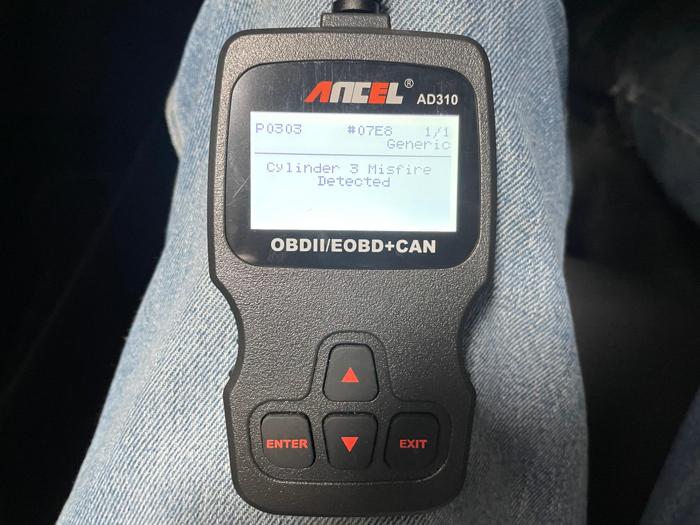 ANCEL® AD310
P0303 #07E8 1/1
Generic
Cylinder 3 Misfire
Detected
OBDII/EOBD+CAN
ENTER EXIT